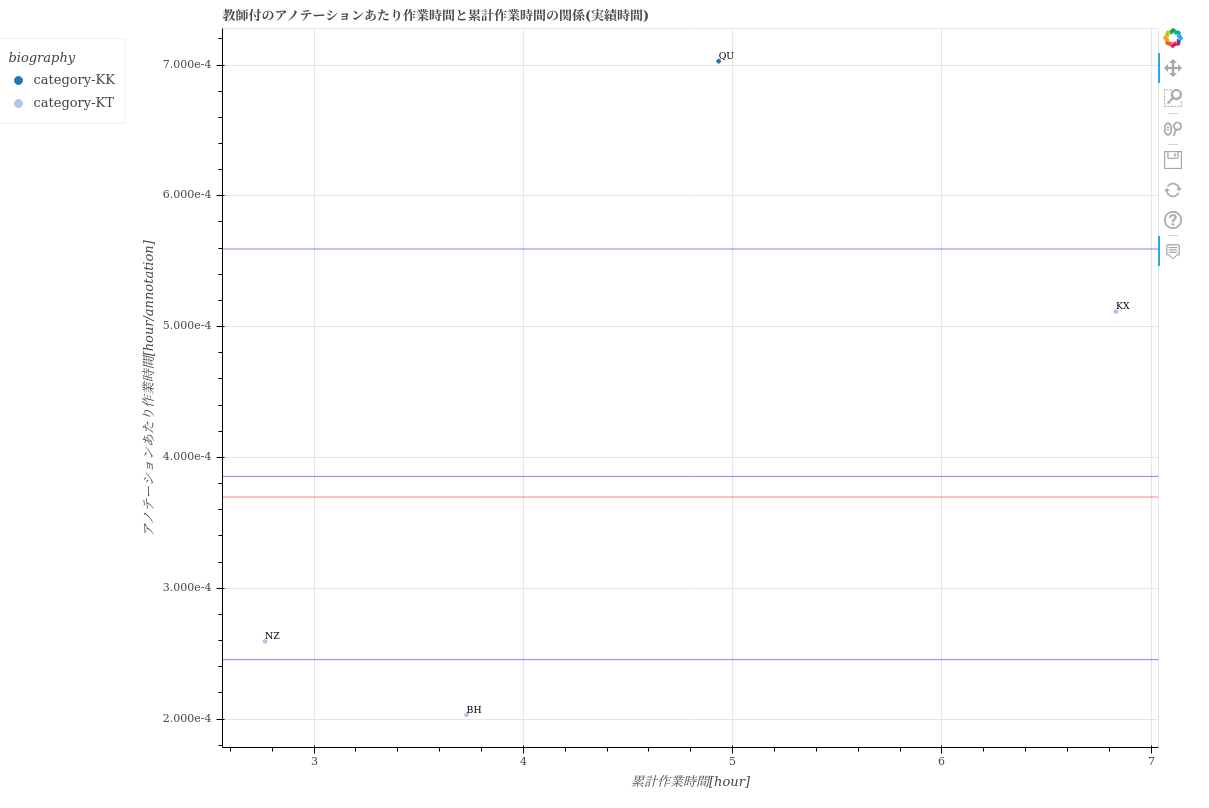 教師付のアノテーションあたり作業時間と累計作業時間の関係(実績時間)
biography
category-KK
category-KT
アノテーションあたり作業時間[hour/annotation]
7.000e-4
6.000e-4
5.000e-4
4.000e-4
3.000e-4
2.000e-4
QU
KX
NZ
BH
3 4 5 6 7
累計作業時間[hour]